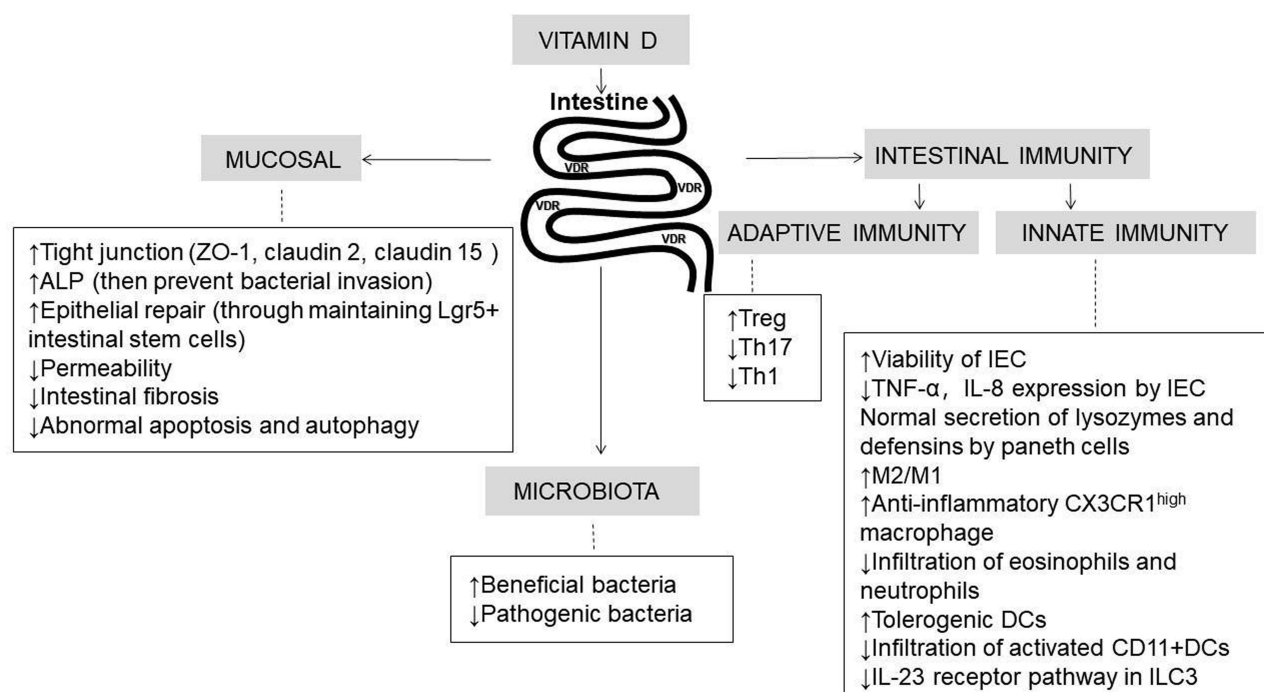 VITAMIN D
Intestine
VDR
VDR
VDR
VDR
MUCOSAL
↑Tight junction (ZO-1, claudin 2, claudin 15 )
↑ALP (then prevent bacterial invasion)
↑Epithelial repair (through maintaining Lgr5+
intestinal stem cells)
↓Permeability
↓Intestinal fibrosis
↓Abnormal apoptosis and autophagy
MICROBIOTA
↑Beneficial bacteria
↓Pathogenic bacteria
INTESTINAL IMMUNITY
ADAPTIVE IMMUNITY
↑Treg
↓Th17
↓Th1
INNATE IMMUNITY
↑Viability of IEC
↓TNF-α, IL-8 expression by IEC
Normal secretion of lysozymes and
defensins by paneth cells
↑M2/M1
↑Anti-inflammatory CX3CR1high
macrophage
↓Infiltration of eosinophils and
neutrophils
↑Tolerogenic DCs
↓Infiltration of activated CD11+DCs
↓IL-23 receptor pathway in ILC3